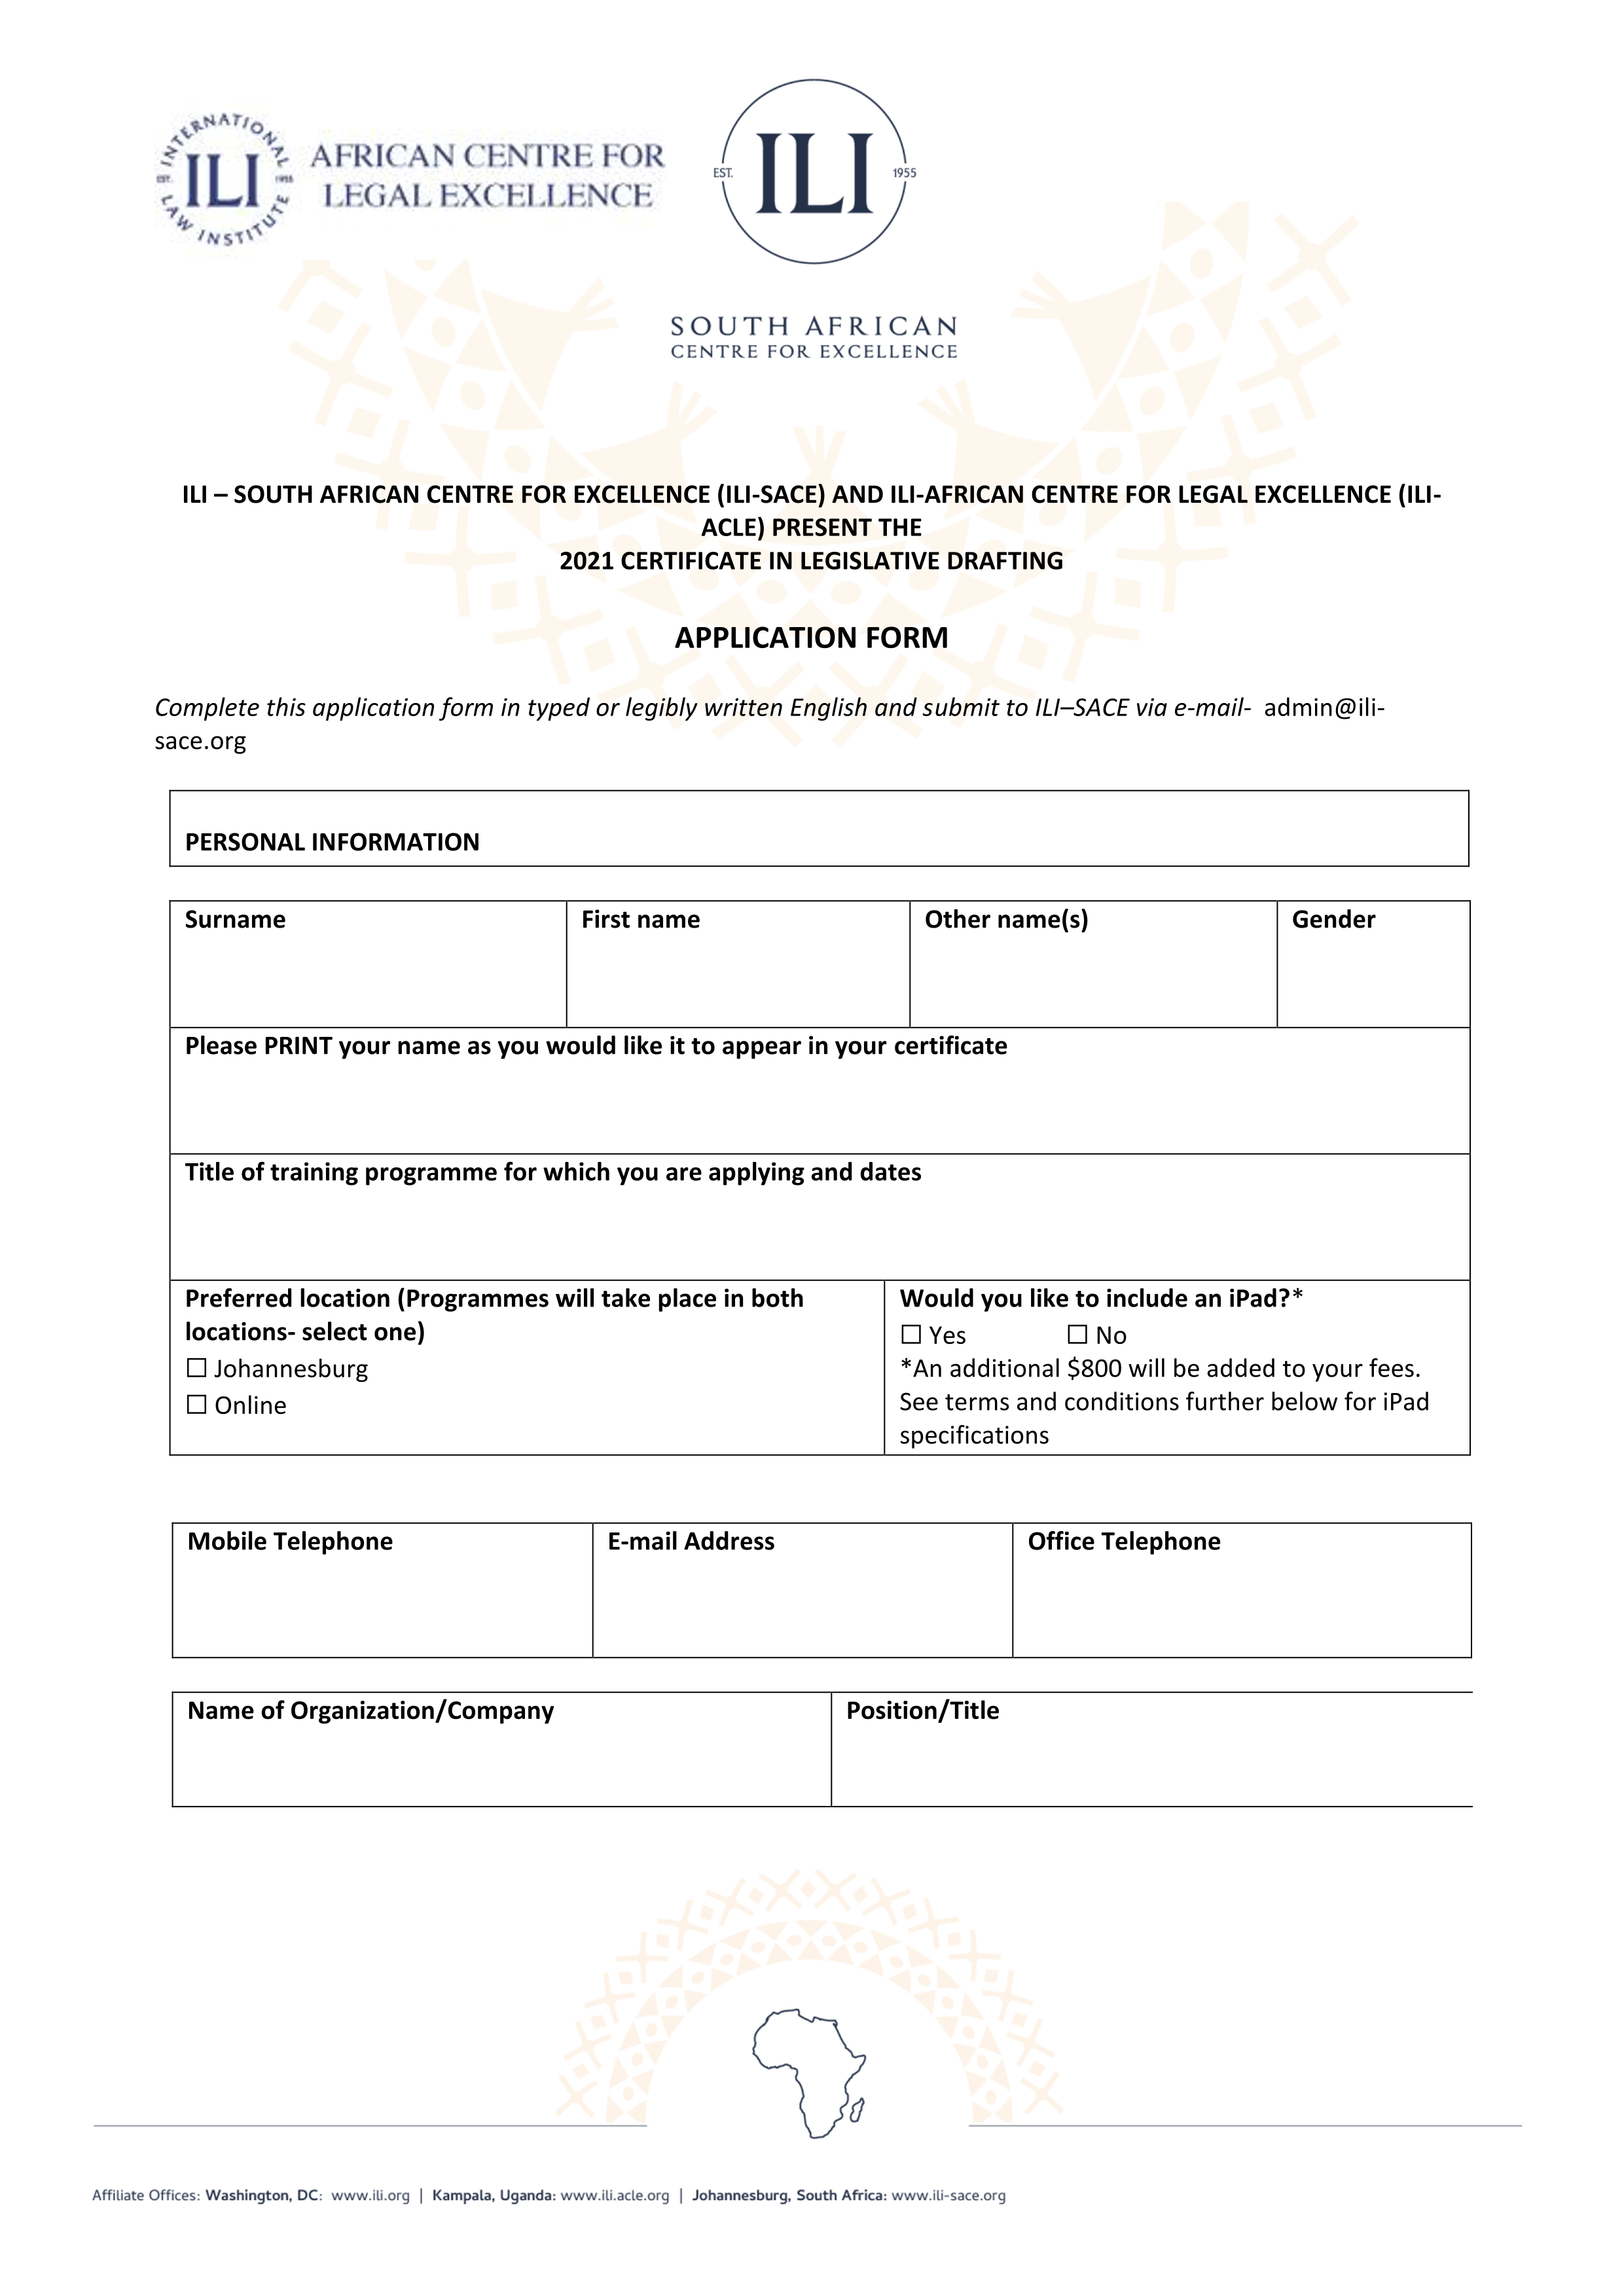 INTERNATIONAL
EST. ILI 1955
LAW INSTITUTE
AFRICAN CENTRE FOR
LEGAL EXCELLENCE
EST. ILI 1955
SOUTH AFRICAN
CENTRE FOR EXCELLENCE
ILI – SOUTH AFRICAN CENTRE FOR EXCELLENCE (ILI-SACE) AND ILI-AFRICAN CENTRE FOR LEGAL EXCELLENCE (ILI-
ACLE) PRESENT THE
2021 CERTIFICATE IN LEGISLATIVE DRAFTING
APPLICATION FORM
Complete this application form in typed or legibly written English and submit to ILI–SACE via e-mail- admin@ili-
sace.org
PERSONAL INFORMATION
Surname First name Other name(s) Gender
Please PRINT your name as you would like it to appear in your certificate
Title of training programme for which you are applying and dates
Preferred location (Programmes will take place in both
locations- select one)
☐ Johannesburg
☐ Online
Would you like to include an iPad?*
☐ Yes ☐ No
*An additional $800 will be added to your fees.
See terms and conditions further below for iPad
specifications
Mobile Telephone E-mail Address Office Telephone
Name of Organization/Company Position/Title
Affiliate Offices: Washington, DC: www.ili.org | Kampala, Uganda: www.ili.acle.org | Johannesburg, South Africa: www.ili-sace.org